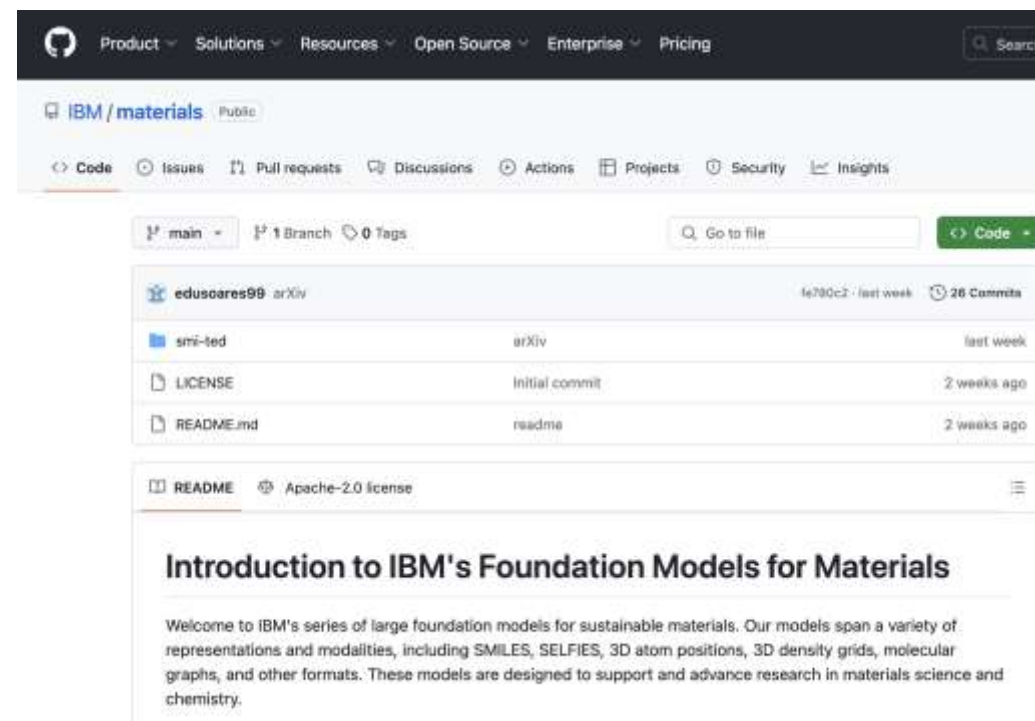 Product Solutions Resources Open Source Enterprise Pricing Searc
IBM / materials Public
<> Code Issues Pull requests Discussions Actions Projects Security Insights
main 1 Branch 0 Tags Go to file <> Code
edusoares99 arXiv fe780c2 · last week 26 Commits
smi-ted arXiv last week
LICENSE Initial commit 2 weeks ago
README.md readme 2 weeks ago
README Apache-2.0 license
Introduction to IBM's Foundation Models for Materials
Welcome to IBM's series of large foundation models for sustainable materials. Our models span a variety of
representations and modalities, including SMILES, SELFIES, 3D atom positions, 3D density grids, molecular
graphs, and other formats. These models are designed to support and advance research in materials science and
chemistry.